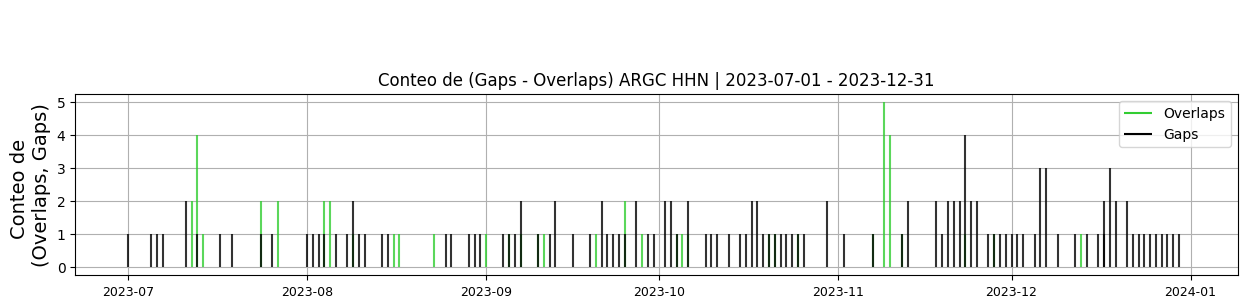 Conteo de (Gaps - Overlaps) ARGC HHN | 2023-07-01 - 2023-12-31
Conteo de
(Overlaps, Gaps)
5
4
3
2
1
0
Overlaps
Gaps
2023-07 2023-08 2023-09 2023-10 2023-11 2023-12 2024-01